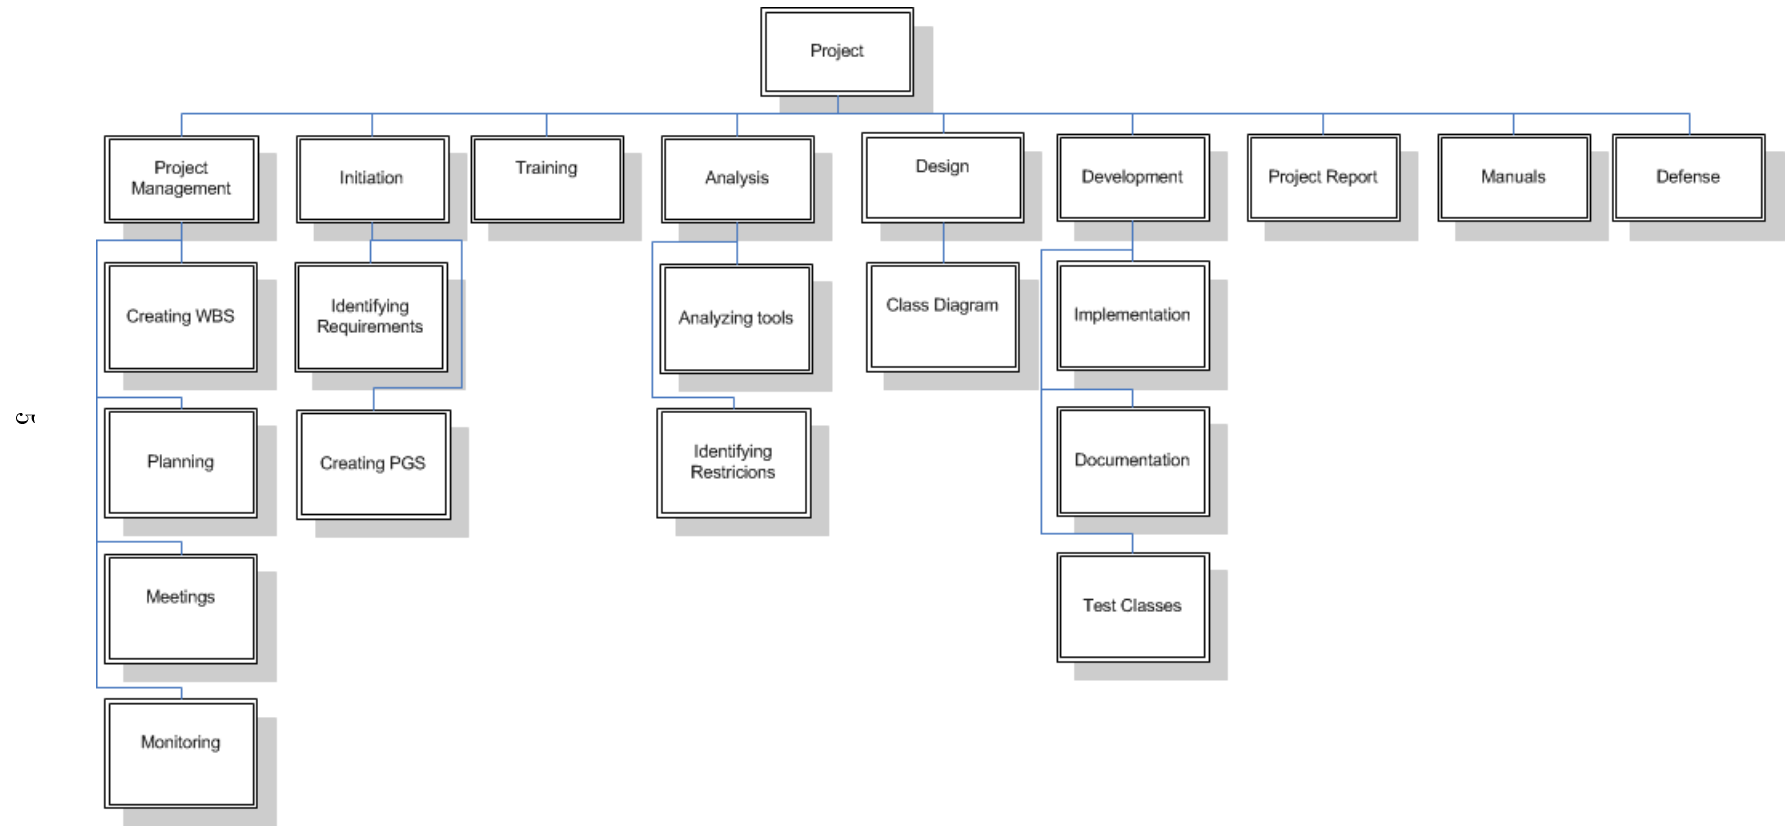 Project
Project
Management
Initiation
Training
Analysis
Design
Development
Project Report
Manuals
Defense
Creating WBS
Identifying
Requirements
Analyzing tools
Class Diagram
Implementation
Planning
Creating PGS
Identifying
Restricions
Documentation
Meetings
Test Classes
Monitoring
5